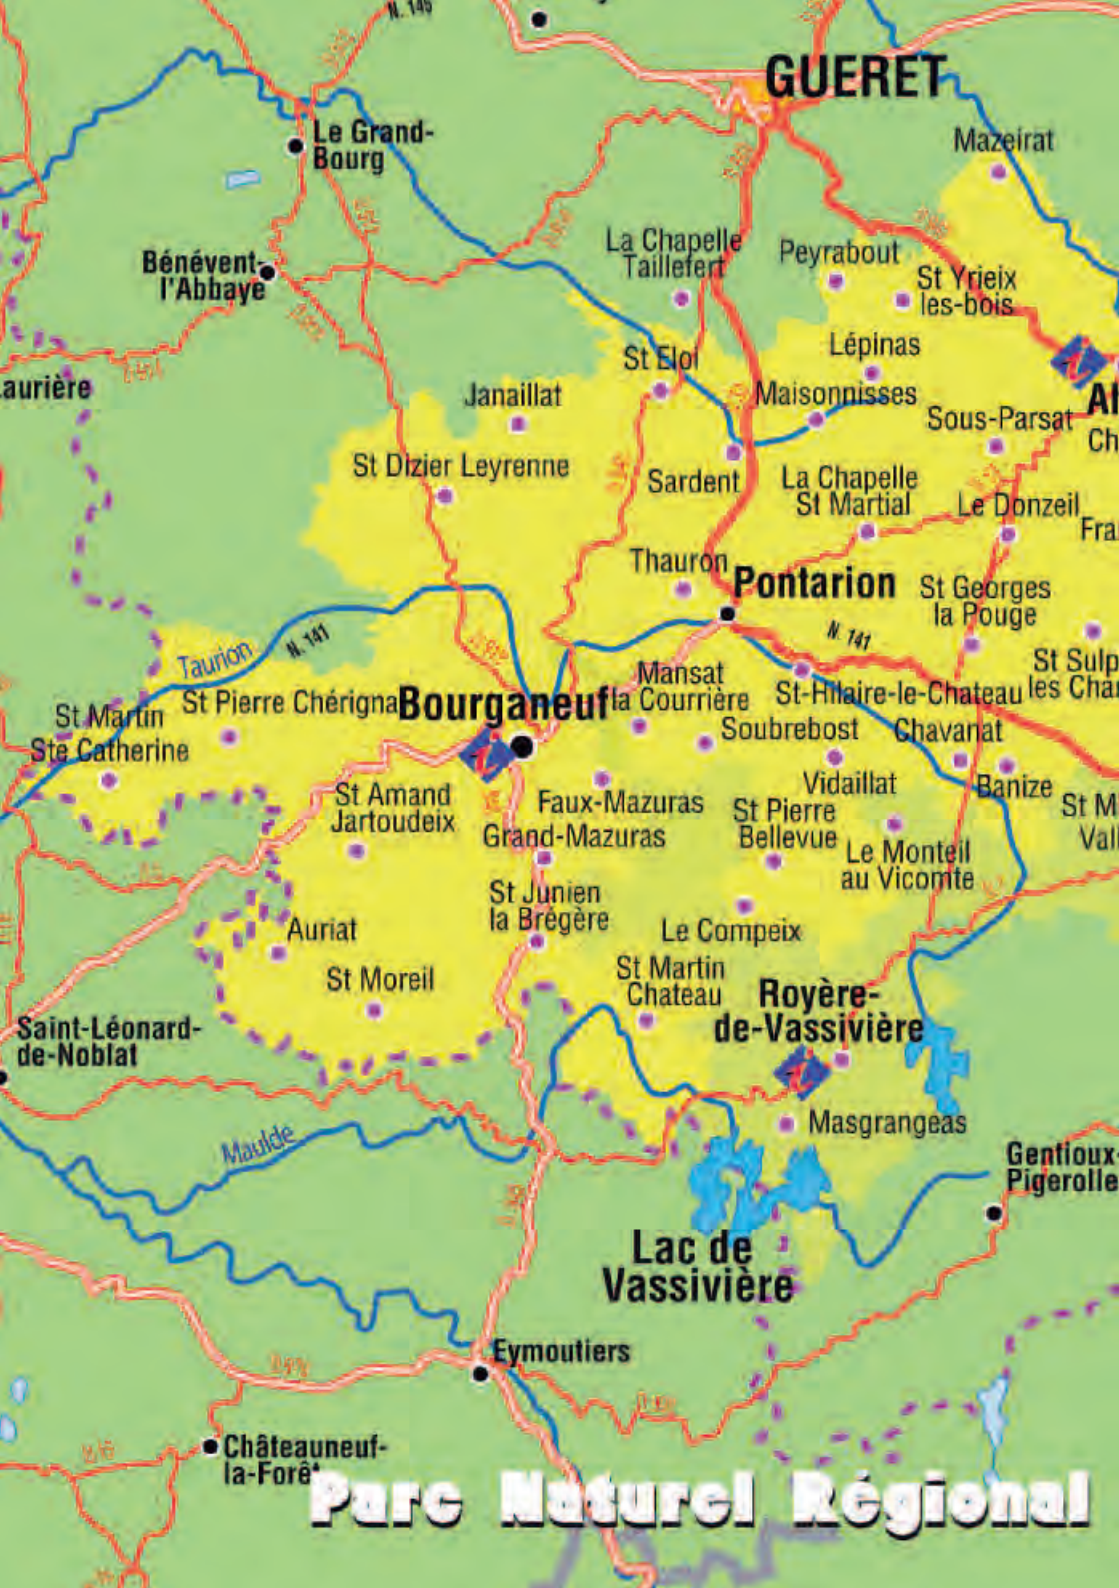 N. 145
GUERET
Le Grand-
Bourg
Mazeirat
La Chapelle
Taillefert
Peyrabout
Bénévent-
l'Abbaye
St Yrieix
les-bois
Lépinas
St Eloi
aurière
Janaillat
Maisonnisses
Sous-Parsat
St Dizier Leyrenne
Sardent
La Chapelle
St Martial
Le Donzeil
Thauron
Pontarion
St Georges
la Pouge
N. 141
Taurion
N. 141
Mansat
la Courrière
St-Hilaire-le-Chateau
St Pierre Chérigna
Bourganeuf
St Martin
Ste Catherine
Soubrebost
Chavanat
Vidaillat
Banize
St Amand
Jartoudeix
Faux-Mazuras
Grand-Mazuras
St Pierre
Bellevue
Le Monteil
au Vicomte
St Junien
la Brégère
Auriat
Le Compeix
St Moreil
St Martin
Chateau
Royère-
de-Vassivière
Saint-Léonard-
de-Noblat
Masgrangeas
Maulde
Gentioux-
Pigerolle
Lac de
Vassivière
Eymoutiers
Châteauneuf-
la-Forêt
Parc Naturel Régional